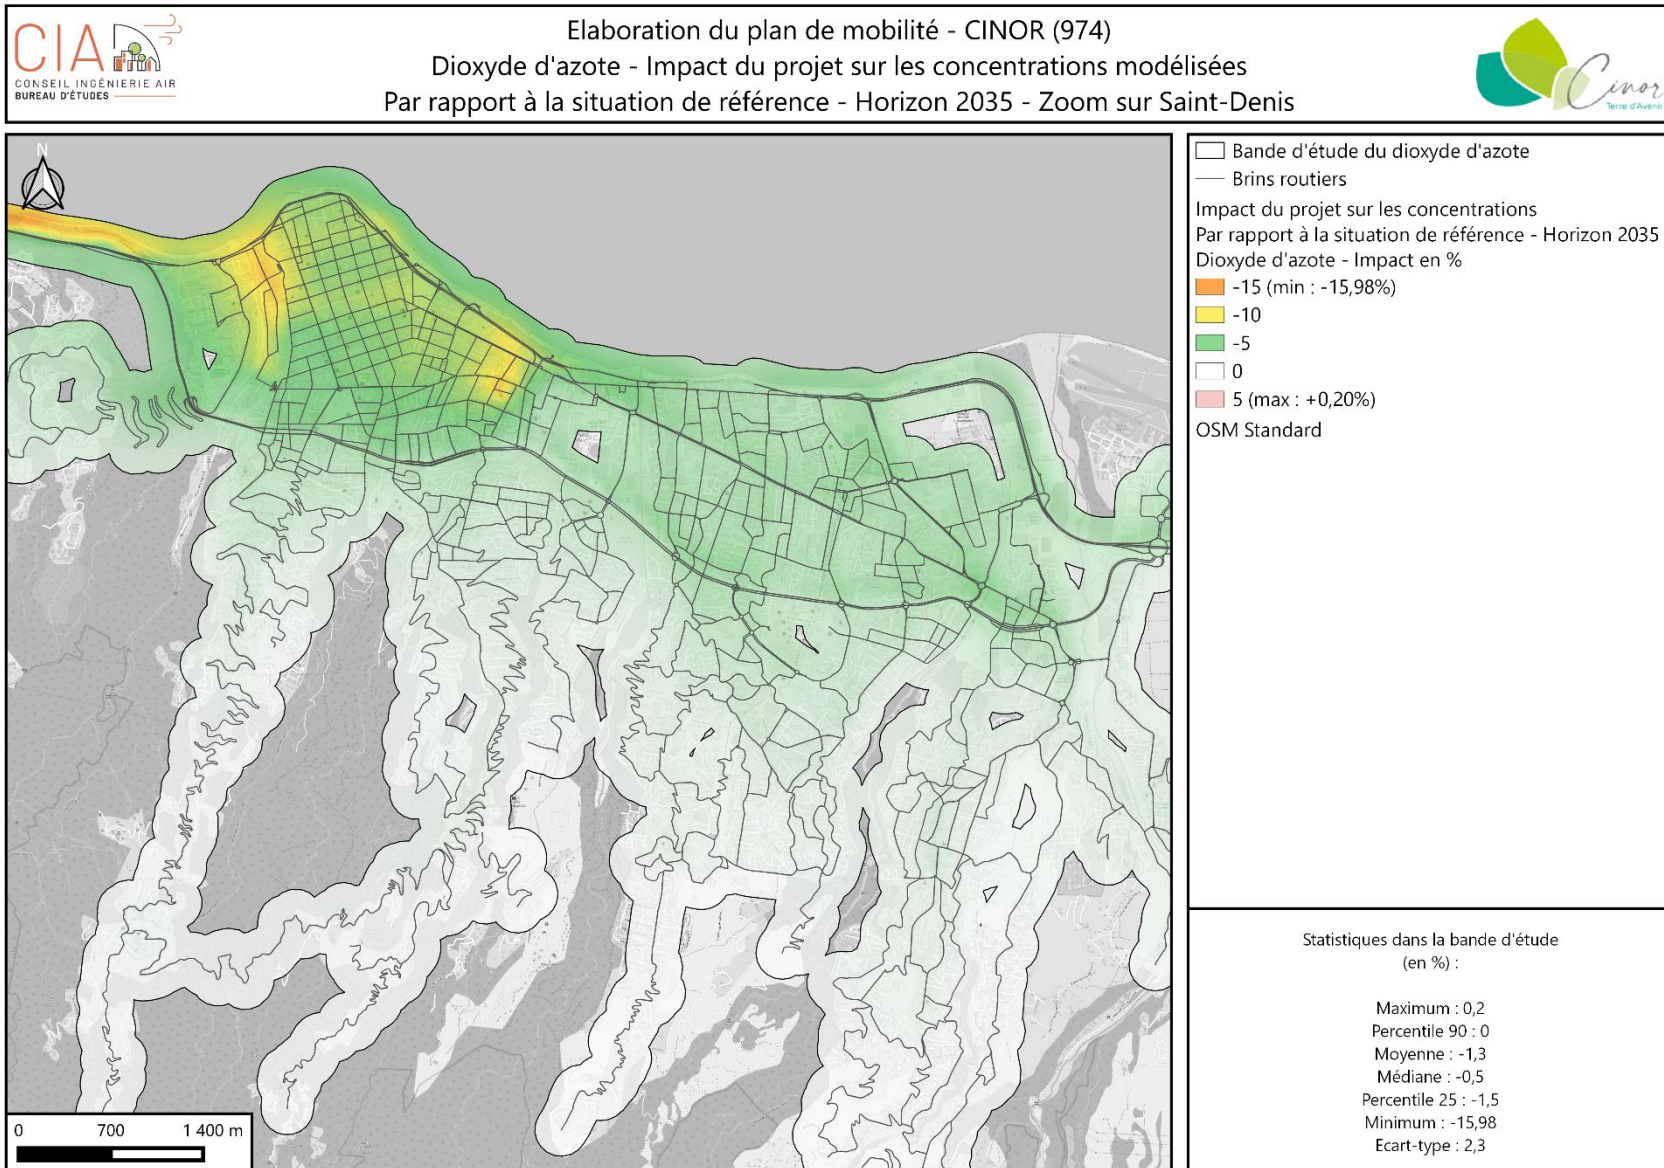 CIA
CONSEIL INGÉNIERIE AIR
BUREAU D'ÉTUDES
Elaboration du plan de mobilité - CINOR (974)
Dioxyde d'azote - Impact du projet sur les concentrations modélisées
Par rapport à la situation de référence - Horizon 2035 - Zoom sur Saint-Denis
Cinor
Terre d'Avenir
N
Bande d'étude du dioxyde d'azote
Brins routiers
Impact du projet sur les concentrations
Par rapport à la situation de référence - Horizon 2035
Dioxyde d'azote - Impact en %
-15 (min : -15,98%)
-10
-5
0
5 (max : +0,20%)
OSM Standard
Statistiques dans la bande d'étude
(en %) :
Maximum : 0,2
Percentile 90 : 0
Moyenne : -1,3
Médiane : -0,5
Percentile 25 : -1,5
Minimum : -15,98
Ecart-type : 2,3
0 700 1 400 m